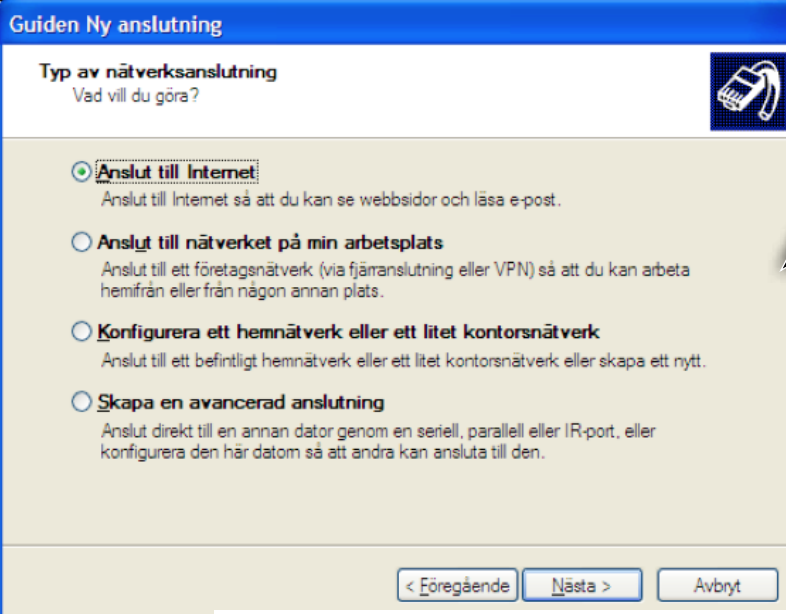 Guiden Ny anslutning
Typ av nätverksanslutning
Vad vill du göra?
Anslut till Internet
Anslut till Internet så att du kan se webbsidor och läsa e-post.
Anslut till nätverket på min arbetsplats
Anslut till ett företagsnätverk (via fjärranslutning eller VPN) så att du kan arbeta
hemifrån eller från någon annan plats.
Konfigurera ett hemnätverk eller ett litet kontorsnätverk
Anslut till ett befintligt hemnätverk eller ett litet kontorsnätverk eller skapa ett nytt.
Skapa en avancerad anslutning
Anslut direkt till en annan dator genom en seriell, parallell eller IR-port, eller
konfigurera den här datorn så att andra kan ansluta till den.
< Föregående Nästa > Avbryt